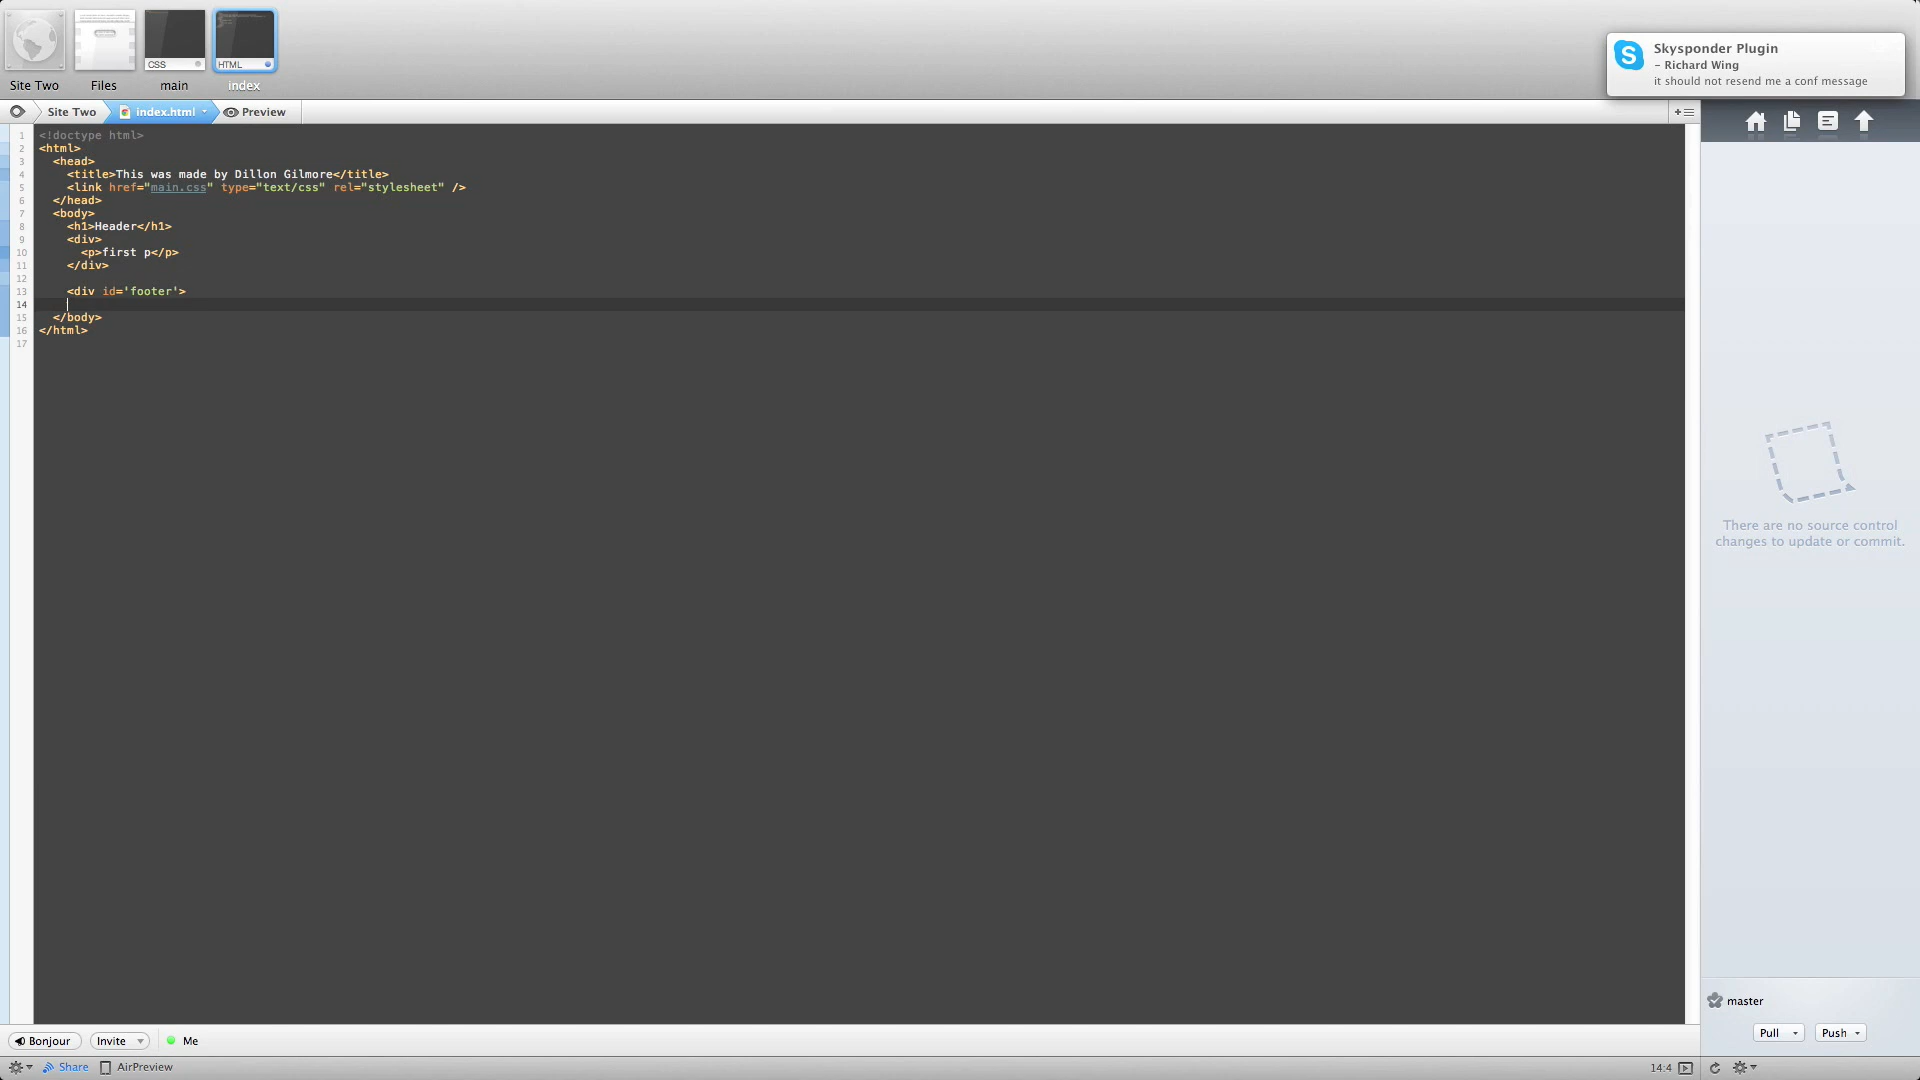 CSS
HTML
Site Two
Files
main
index
Skysponder Plugin
– Richard Wing
it should not resend me a conf message
Site Two
index.html
Preview
1 <!doctype html>
2 <html>
3 <head>
4 <title>This was made by Dillon Gilmore</title>
5 <link href="main.css" type="text/css" rel="stylesheet" />
6 </head>
7 <body>
8 <h1>Header</h1>
9 <div>
10 <p>first p</p>
11 </div>
12
13 <div id='footer'>
14
15 </body>
16 </html>
17
There are no source control
changes to update or commit.
master
Pull
Push
Bonjour
Invite
Me
Share
AirPreview
14:4